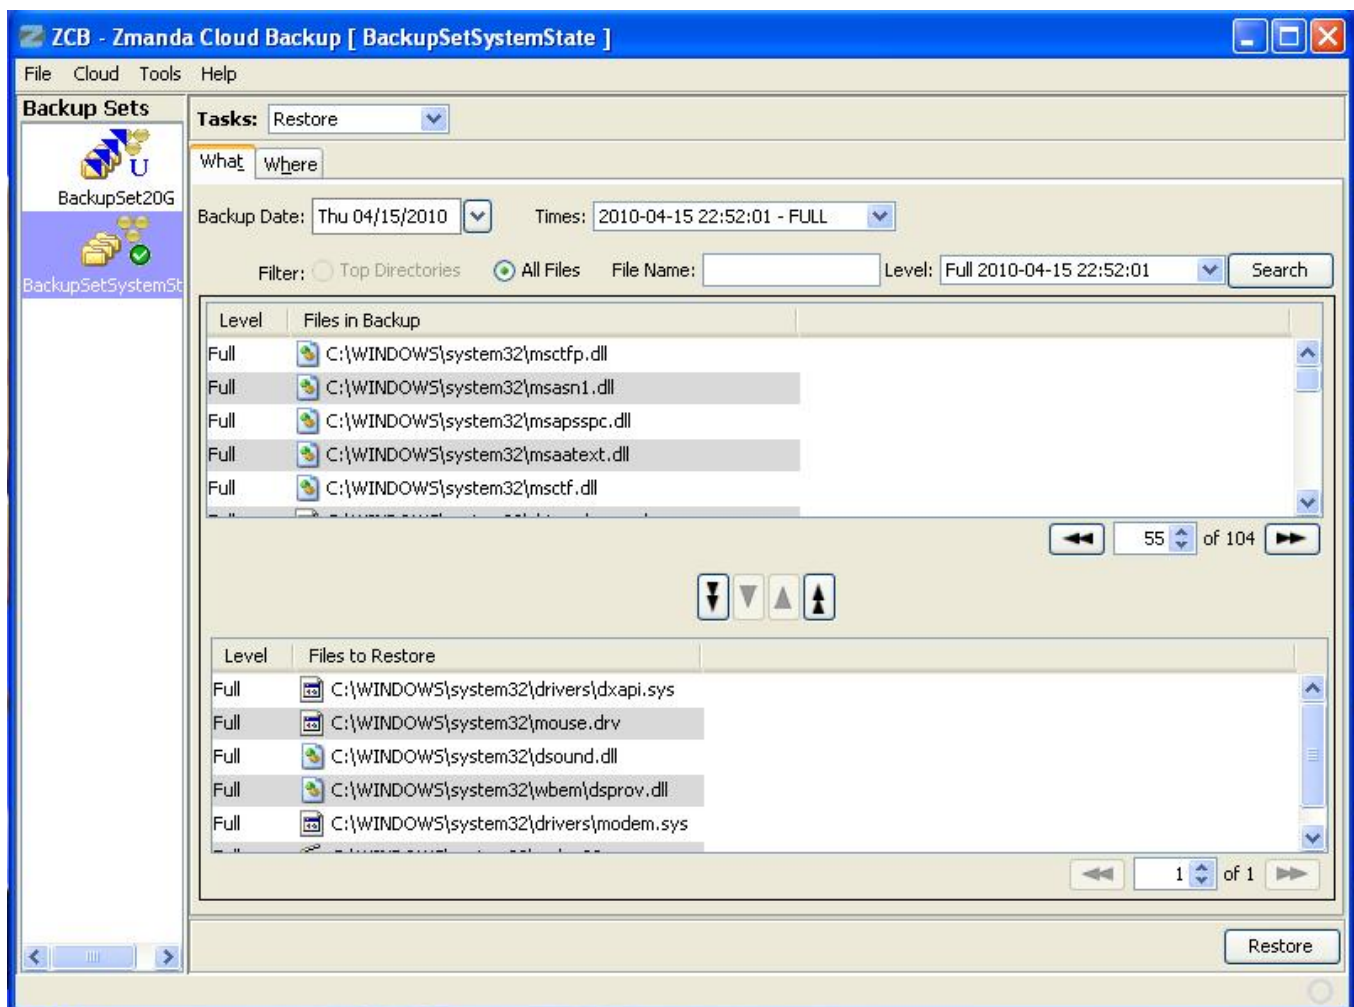 ZCB - Zmanda Cloud Backup [ BackupSetSystemState ]
File Cloud Tools Help
Backup Sets
BackupSet20G
BackupSetSystemSt
Tasks: Restore
What Where
Backup Date: Thu 04/15/2010 Times: 2010-04-15 22:52:01 - FULL
Filter: Top Directories All Files File Name: Level: Full 2010-04-15 22:52:01 Search
Level Files in Backup
Full C:\WINDOWS\system32\msctfp.dll
Full C:\WINDOWS\system32\msasn1.dll
Full C:\WINDOWS\system32\msapsspc.dll
Full C:\WINDOWS\system32\msaatext.dll
Full C:\WINDOWS\system32\msctf.dll
55 of 104
Level Files to Restore
Full C:\WINDOWS\system32\drivers\dxapi.sys
Full C:\WINDOWS\system32\mouse.drv
Full C:\WINDOWS\system32\dsound.dll
Full C:\WINDOWS\system32\wbem\dsprov.dll
Full C:\WINDOWS\system32\drivers\modem.sys
1 of 1
Restore